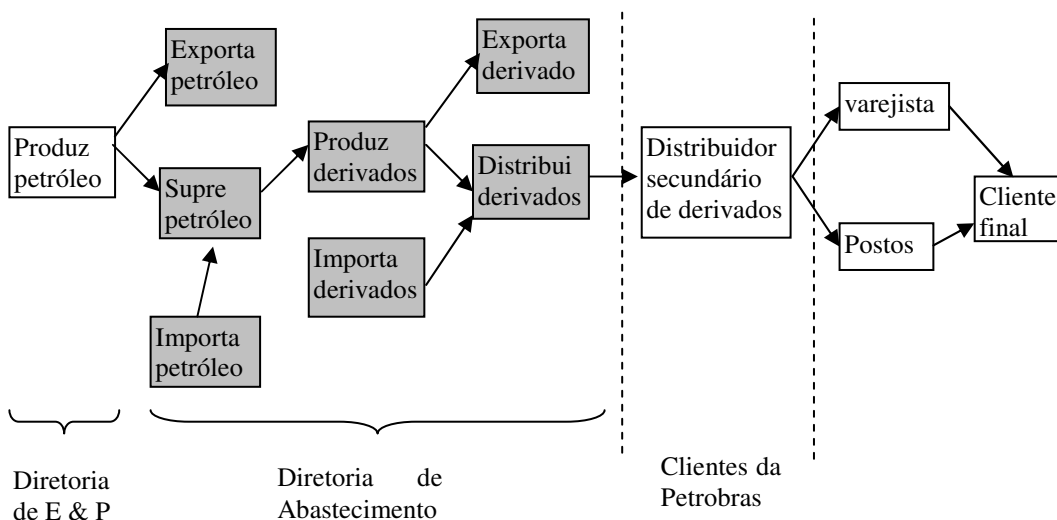 Exporta
petróleo
Exporta
derivado
Produz
petróleo
Supre
petróleo
Produz
derivados
Distribui
derivados
Importa
derivados
Importa
petróleo
Distribuidor
secundário
de derivados
varejista
Postos
Cliente
final
Diretoria
de E & P
Diretoria de
Abastecimento
Clientes da
Petrobras